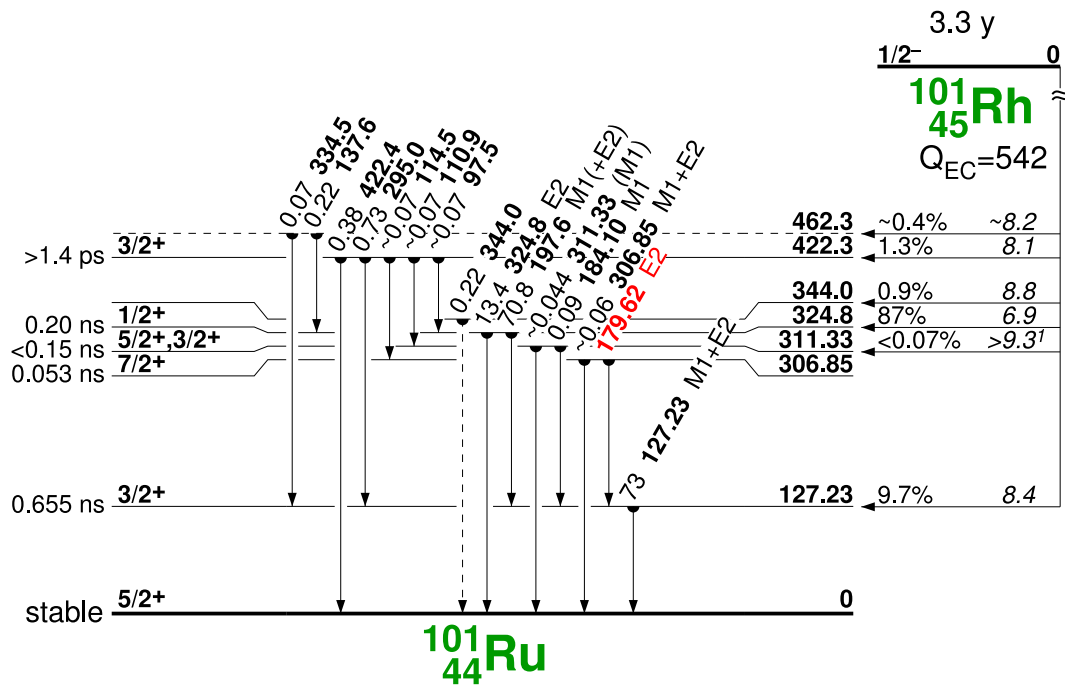 3.3 y
1/2⁻ 0
¹⁰¹₄₅Rh
Q_EC=542
0.07 334.5
0.22 137.6
0.38 422.4
0.73 295.0
~0.07 114.5
~0.07 110.9
~0.07 97.5
0.22 344.0
13.4 324.8 E2
70.8 197.6 M1(+E2)
~0.044 311.33 (M1)
0.09 184.10 M1
~0.06 306.85 M1+E2
179.62 E2
73 127.23 M1+E2
462.3 ~0.4% ~8.2
>1.4 ps 3/2+ 422.3 1.3% 8.1
344.0 0.9% 8.8
0.20 ns 1/2+ 324.8 87% 6.9
<0.15 ns 5/2+,3/2+ 311.33 <0.07% >9.3¹
0.053 ns 7/2+ 306.85
0.655 ns 3/2+ 127.23 9.7% 8.4
stable 5/2+ 0
¹⁰¹₄₄Ru